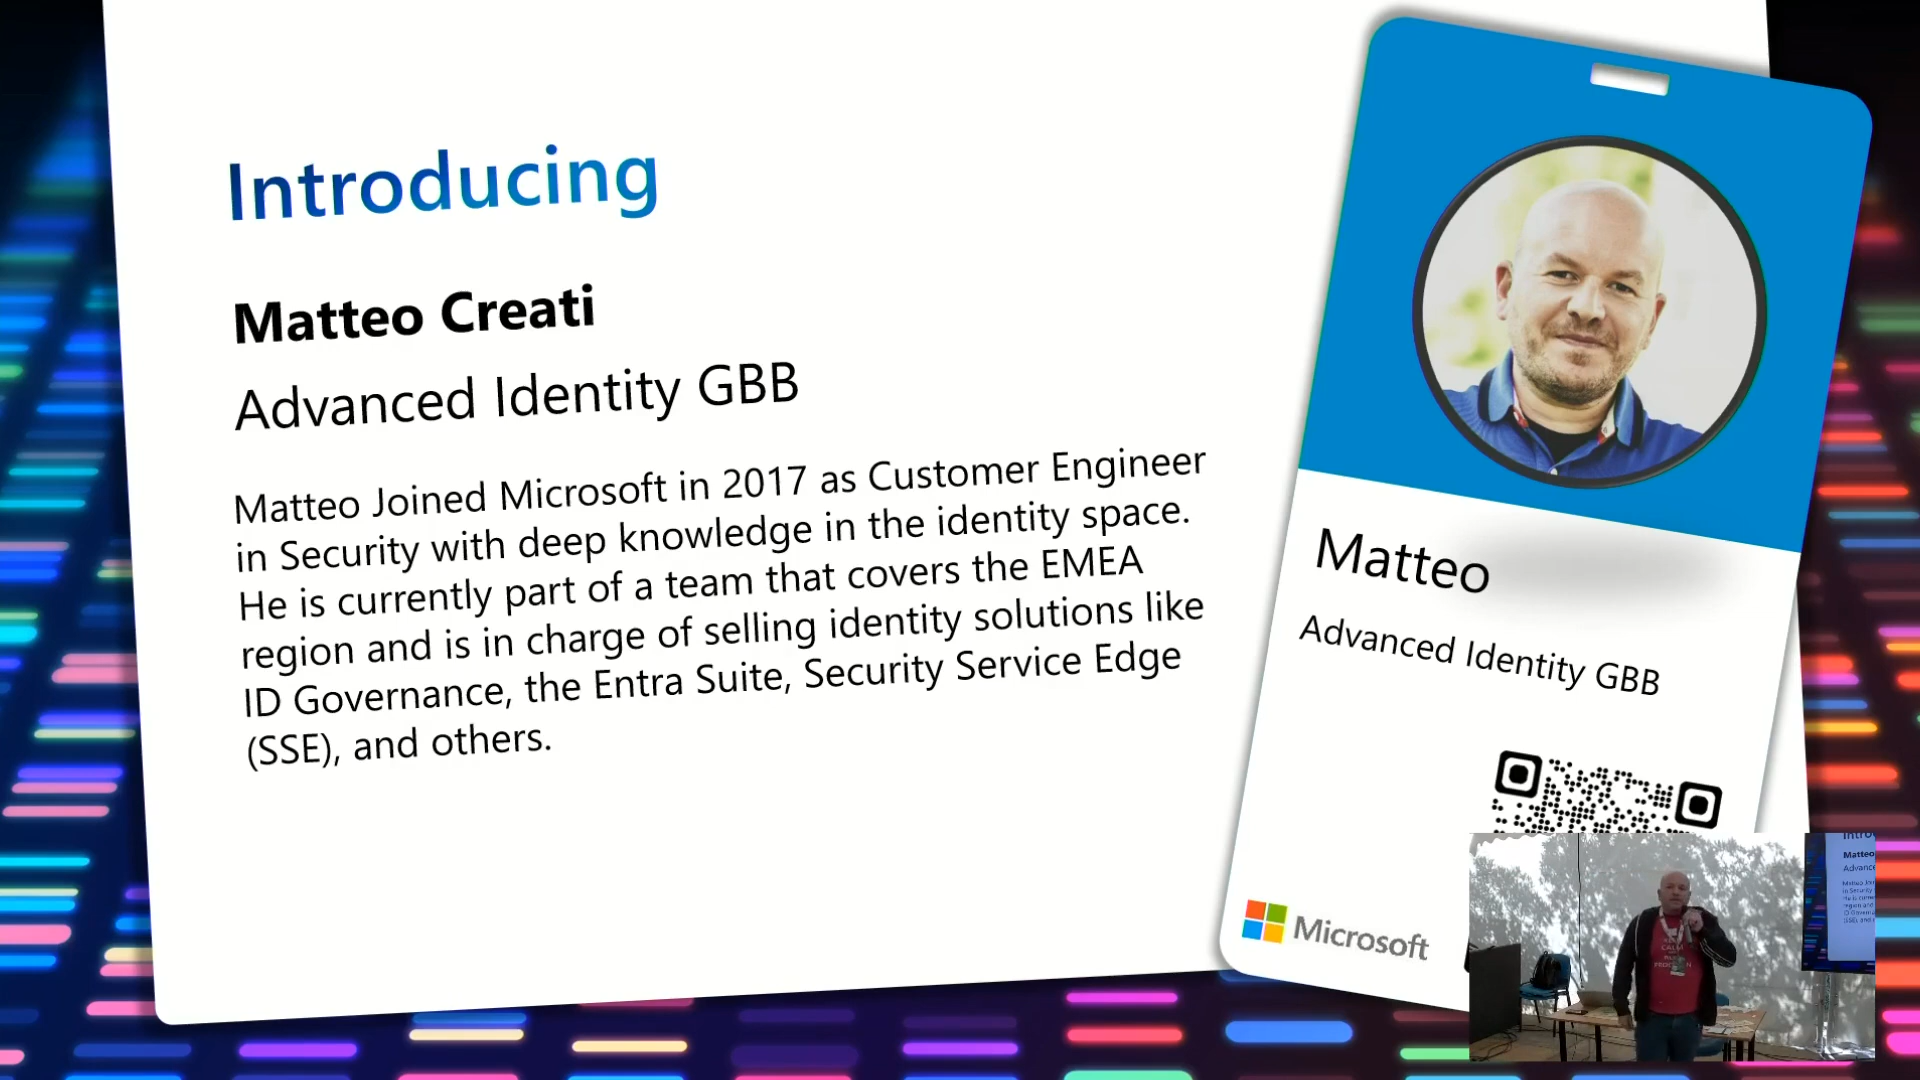 Introducing
Matteo Creati
Advanced Identity GBB
Matteo Joined Microsoft in 2017 as Customer Engineer
in Security with deep knowledge in the identity space.
He is currently part of a team that covers the EMEA
region and is in charge of selling identity solutions like
ID Governance, the Entra Suite, Security Service Edge
(SSE), and others.
Matteo
Advanced Identity GBB
Microsoft
Matteo
CALM